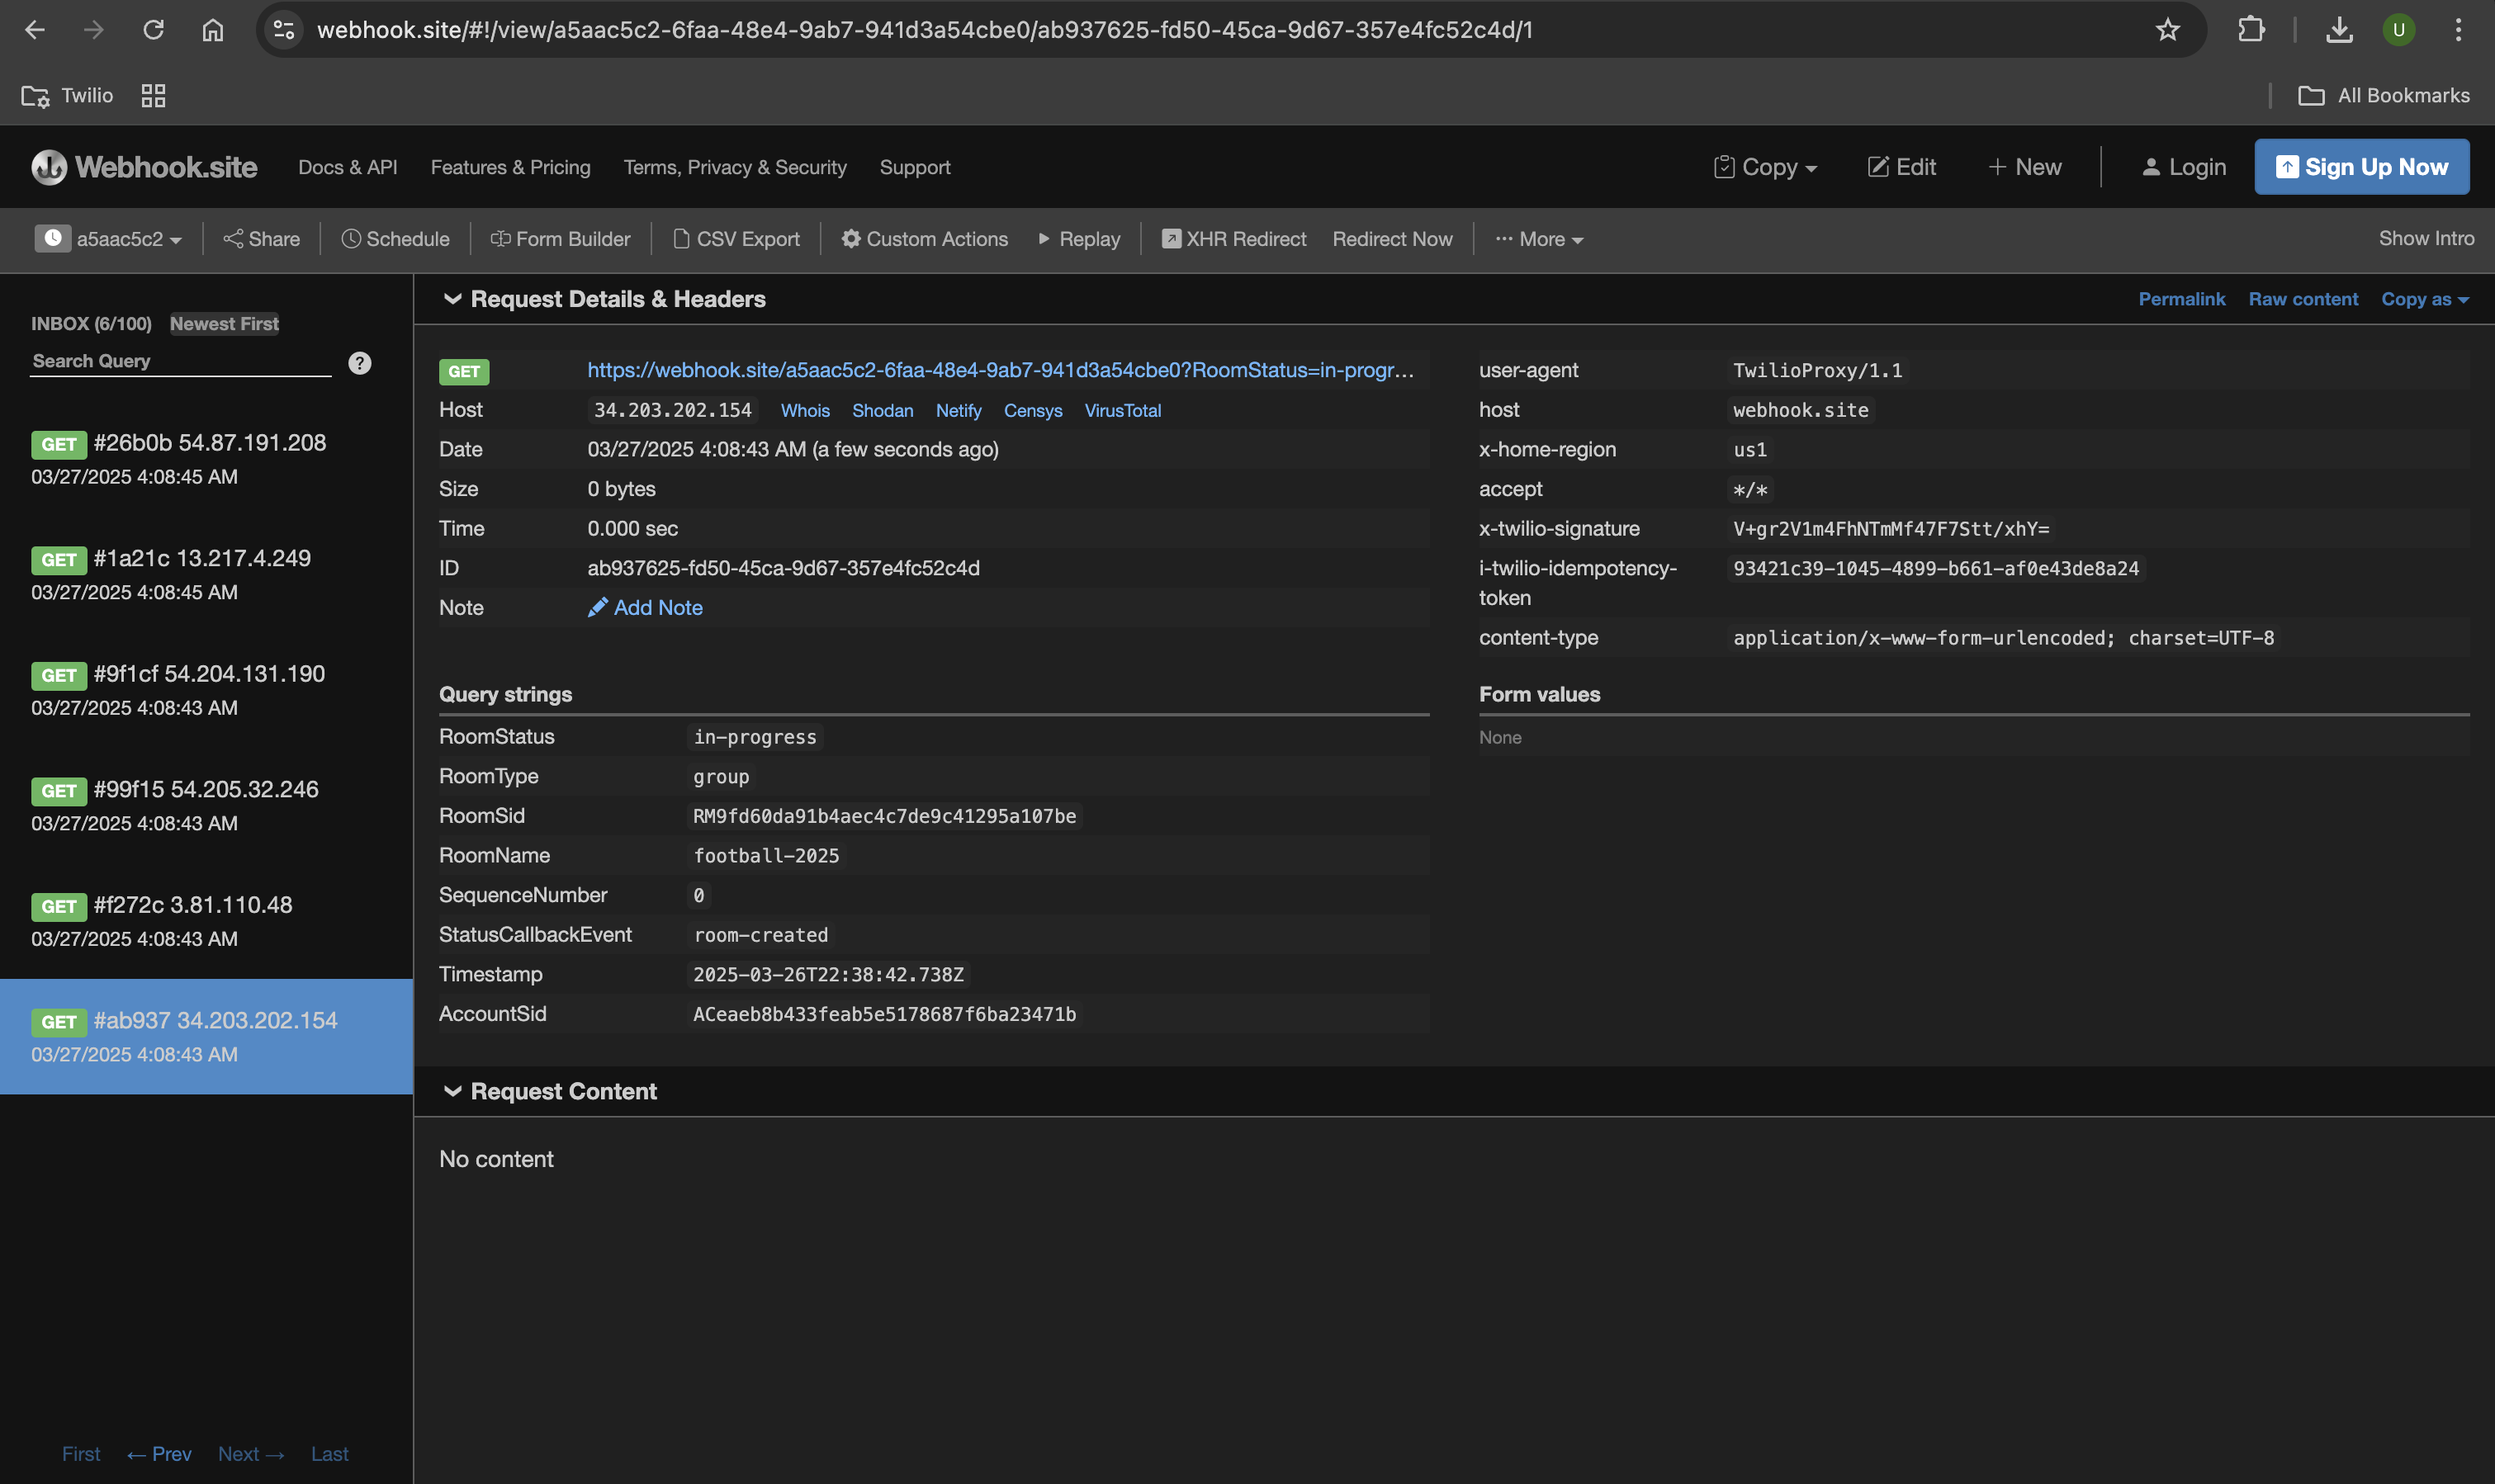 webhook.site/#!/view/a5aac5c2-6faa-48e4-9ab7-941d3a54cbe0/ab937625-fd50-45ca-9d67-357e4fc52c4d/1
U
Twilio
All Bookmarks
Webhook.site
Docs & API
Features & Pricing
Terms, Privacy & Security
Support
Copy
Edit
+ New
Login
Sign Up Now
a5aac5c2
Share
Schedule
Form Builder
CSV Export
Custom Actions
Replay
XHR Redirect
Redirect Now
··· More
Show Intro
INBOX (6/100) Newest First
Search Query
?
GET #26b0b 54.87.191.208
03/27/2025 4:08:45 AM
GET #1a21c 13.217.4.249
03/27/2025 4:08:45 AM
GET #9f1cf 54.204.131.190
03/27/2025 4:08:43 AM
GET #99f15 54.205.32.246
03/27/2025 4:08:43 AM
GET #f272c 3.81.110.48
03/27/2025 4:08:43 AM
GET #ab937 34.203.202.154
03/27/2025 4:08:43 AM
First ← Prev Next → Last
Request Details & Headers
Permalink Raw content Copy as
GET https://webhook.site/a5aac5c2-6faa-48e4-9ab7-941d3a54cbe0?RoomStatus=in-progr...
Host 34.203.202.154 Whois Shodan Netify Censys VirusTotal
Date 03/27/2025 4:08:43 AM (a few seconds ago)
Size 0 bytes
Time 0.000 sec
ID ab937625-fd50-45ca-9d67-357e4fc52c4d
Note Add Note
user-agent TwilioProxy/1.1
host webhook.site
x-home-region us1
accept */*
x-twilio-signature V+gr2V1m4FhNTmMf47F7Stt/xhY=
i-twilio-idempotency- 93421c39-1045-4899-b661-af0e43de8a24
token
content-type application/x-www-form-urlencoded; charset=UTF-8
Query strings
RoomStatus in-progress
RoomType group
RoomSid RM9fd60da91b4aec4c7de9c41295a107be
RoomName football-2025
SequenceNumber 0
StatusCallbackEvent room-created
Timestamp 2025-03-26T22:38:42.738Z
AccountSid ACeaeb8b433feab5e5178687f6ba23471b
Form values
None
Request Content
No content